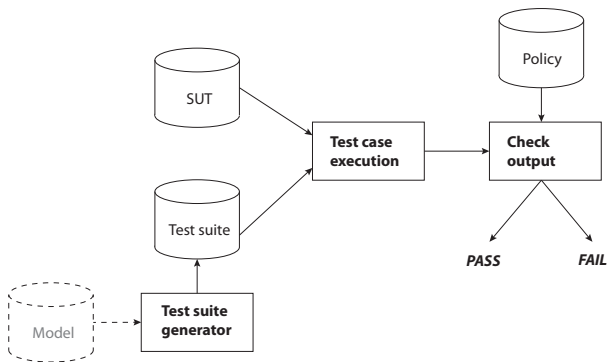 Policy
SUT
Test case
execution
Check
output
Test suite
PASS
FAIL
Model
Test suite
generator